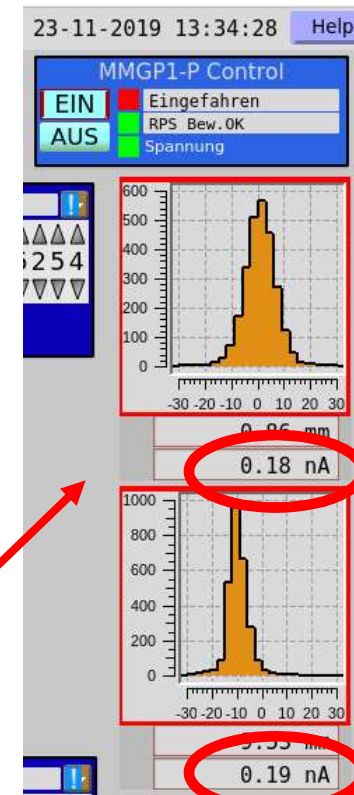 23-11-2019 13:34:28 Help
MMGP1-P Control
EIN Eingefahren
RPS Bew.OK
AUS Spannung
600
500
400
300
200
100
0
-30 -20 -10 0 10 20 30
0.86 mm
0.18 nA
1000
800
600
400
200
0
-30 -20 -10 0 10 20 30
mm
0.19 nA
254